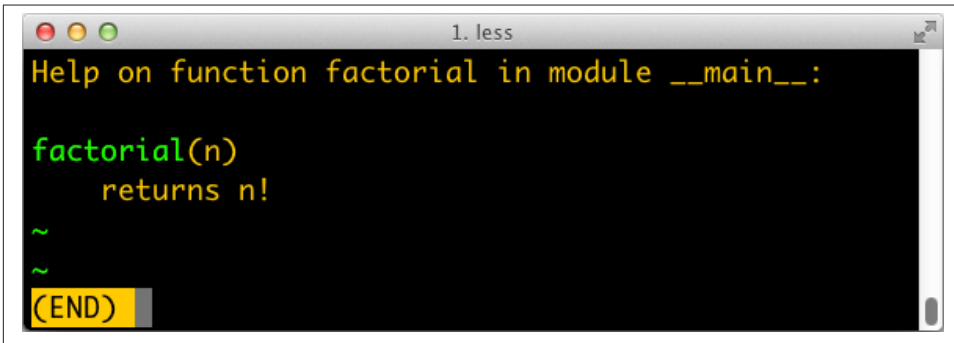 1. less
Help on function factorial in module __main__:
factorial(n)
    returns n!
~
~
(END)